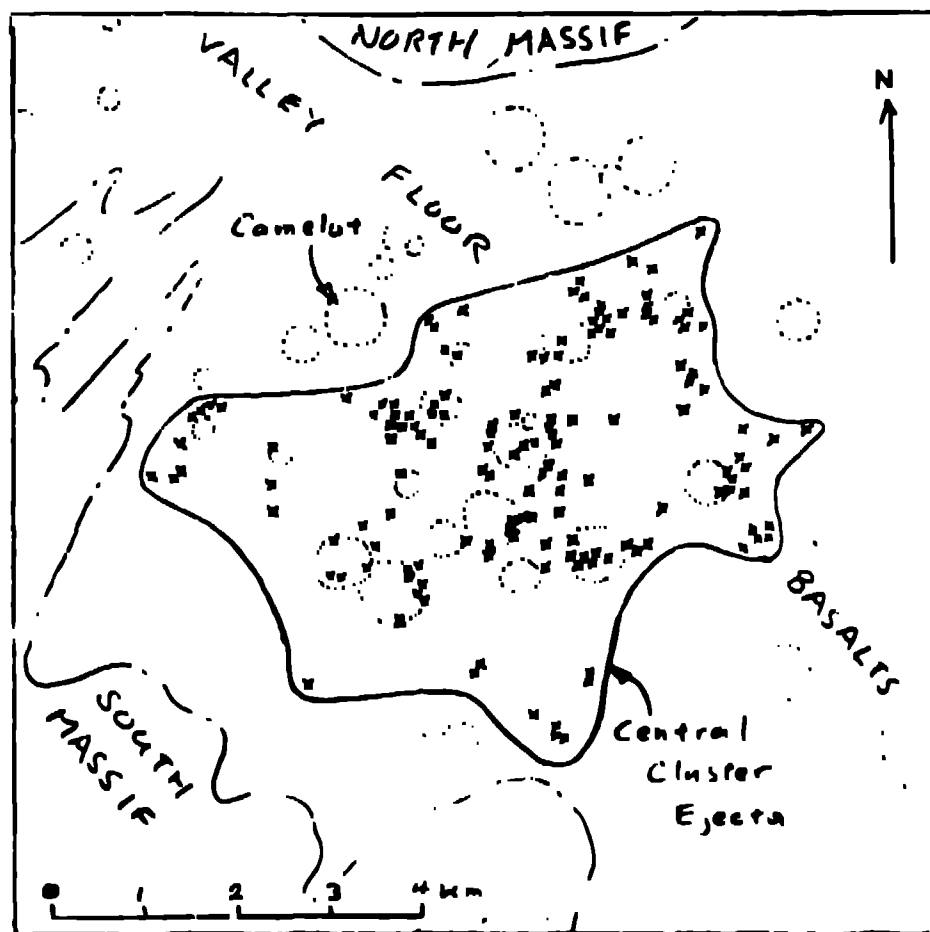 NORTH MASSIF
VALLEY
FLOOR
N
Camelot
BASALTS
SOUTH
MASSIF
Central
Cluster
Ejecta
0 1 2 3 4 km